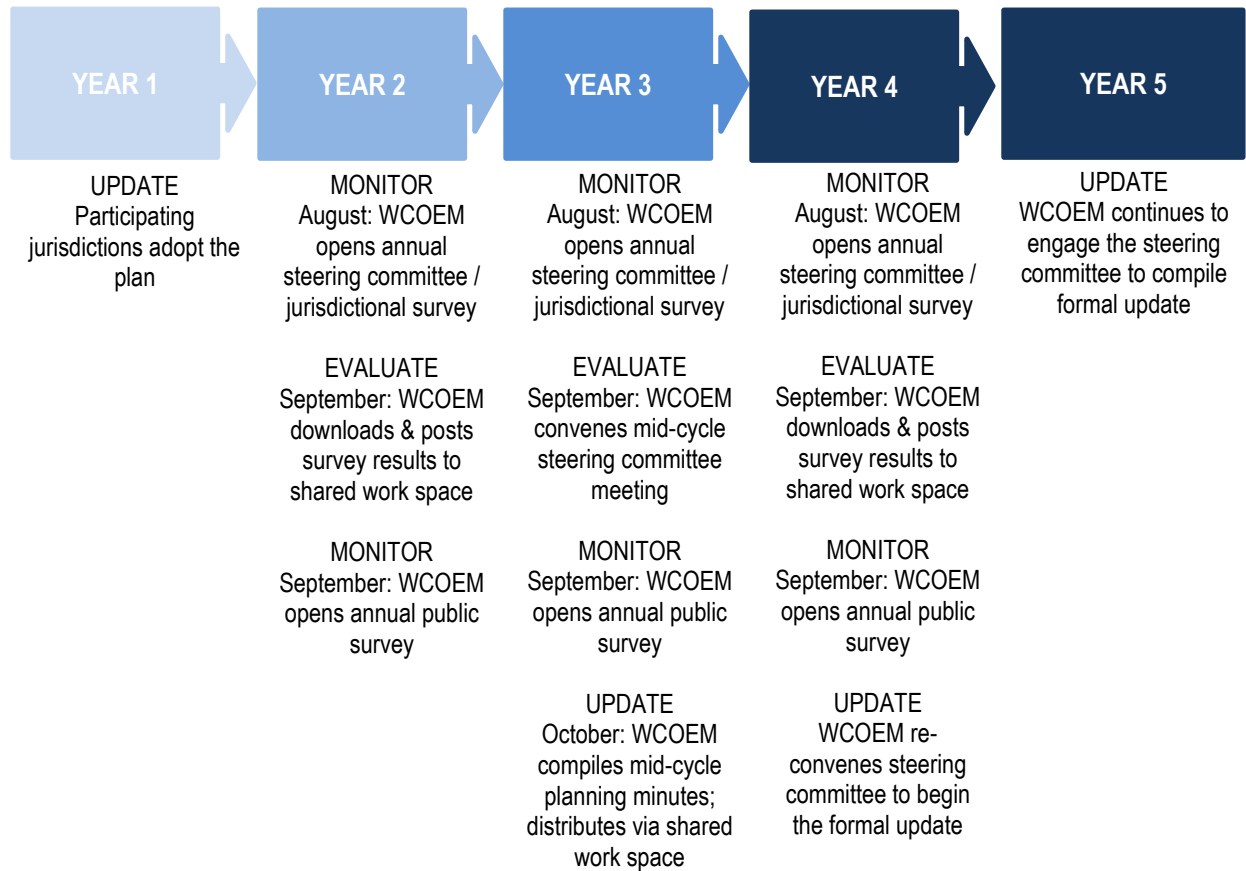 YEAR 1
YEAR 2
YEAR 3
YEAR 4
YEAR 5
UPDATE
Participating
jurisdictions adopt the
plan
MONITOR
August: WCOEM
opens annual
steering committee /
jurisdictional survey
EVALUATE
September: WCOEM
downloads & posts
survey results to
shared work space
MONITOR
September: WCOEM
opens annual public
survey
MONITOR
August: WCOEM
opens annual
steering committee /
jurisdictional survey
EVALUATE
September: WCOEM
convenes mid-cycle
steering committee
meeting
MONITOR
September: WCOEM
opens annual public
survey
UPDATE
October: WCOEM
compiles mid-cycle
planning minutes;
distributes via shared
work space
MONITOR
August: WCOEM
opens annual
steering committee /
jurisdictional survey
EVALUATE
September: WCOEM
downloads & posts
survey results to
shared work space
MONITOR
September: WCOEM
opens annual public
survey
UPDATE
WCOEM re-
convenes steering
committee to begin
the formal update
UPDATE
WCOEM continues to
engage the steering
committee to compile
formal update